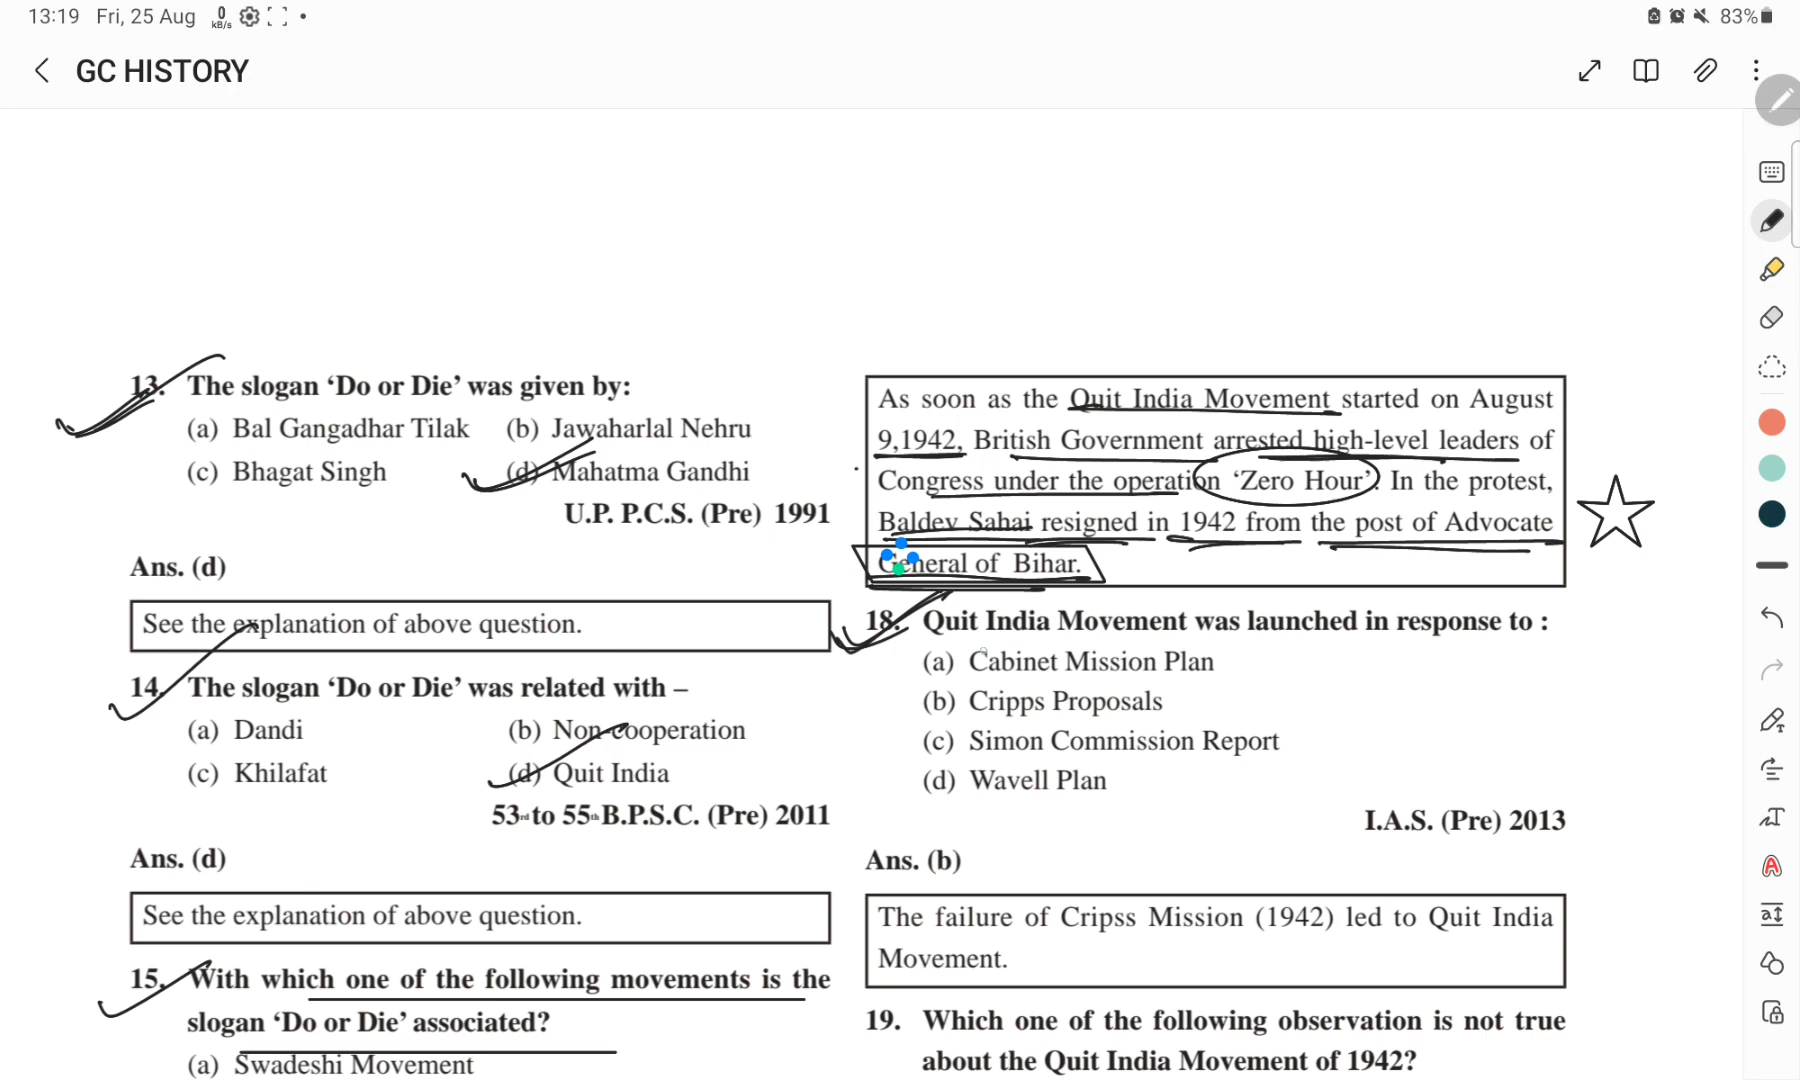 13:19 Fri, 25 Aug 0 kB/s 83%
GC HISTORY
13. The slogan ‘Do or Die’ was given by:
(a) Bal Gangadhar Tilak (b) Jawaharlal Nehru
(c) Bhagat Singh (d) Mahatma Gandhi
U.P. P.C.S. (Pre) 1991
Ans. (d)
See the explanation of above question.
14. The slogan ‘Do or Die’ was related with –
(a) Dandi (b) Non-cooperation
(c) Khilafat (d) Quit India
53rd to 55th B.P.S.C. (Pre) 2011
Ans. (d)
See the explanation of above question.
15. With which one of the following movements is the
slogan ‘Do or Die’ associated?
(a) Swadeshi Movement
As soon as the Quit India Movement started on August
9,1942, British Government arrested high-level leaders of
Congress under the operation ‘Zero Hour’. In the protest,
Baldev Sahai resigned in 1942 from the post of Advocate
General of Bihar.
18. Quit India Movement was launched in response to :
(a) Cabinet Mission Plan
(b) Cripps Proposals
(c) Simon Commission Report
(d) Wavell Plan
I.A.S. (Pre) 2013
Ans. (b)
The failure of Cripss Mission (1942) led to Quit India
Movement.
19. Which one of the following observation is not true
about the Quit India Movement of 1942?